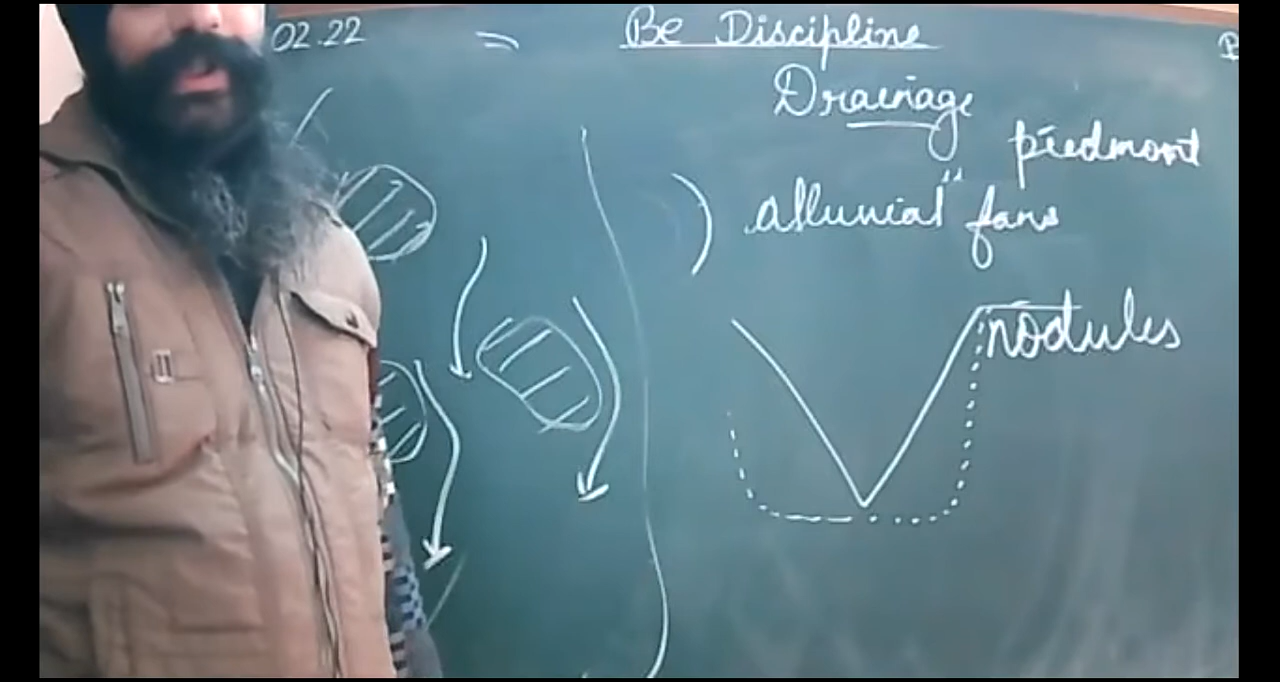 02.22
Be Discipline
Drainage
piedmont
alluvial fans
nodules